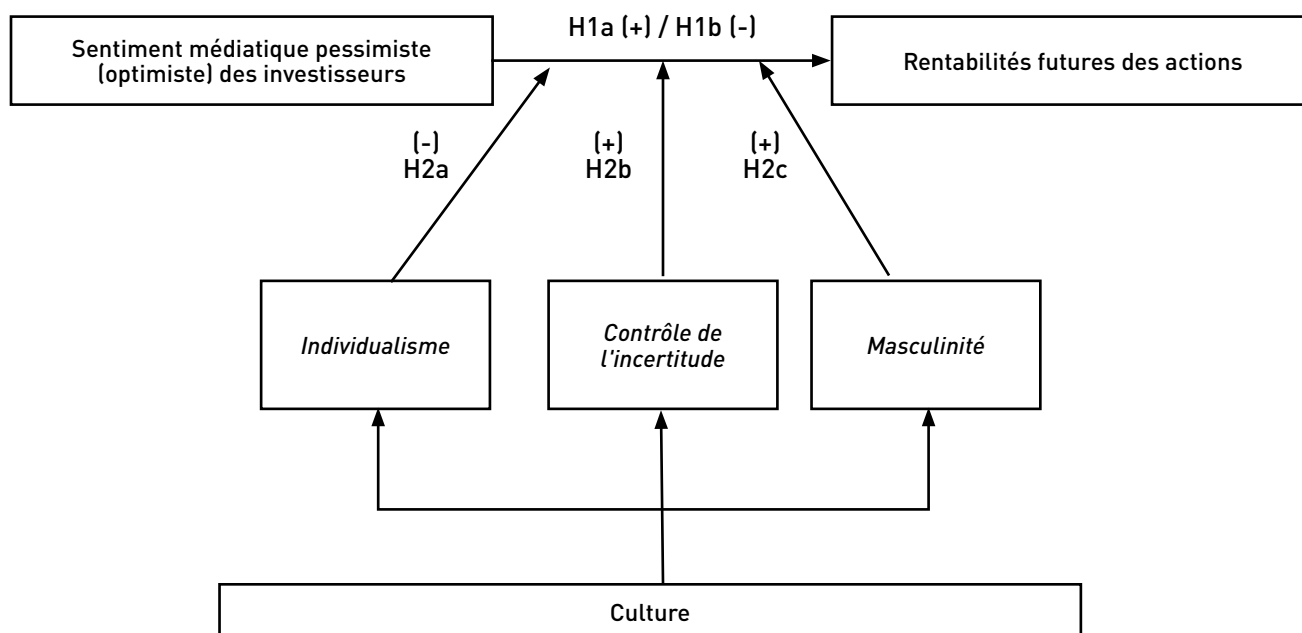 H1a (+) / H1b (-)
Sentiment médiatique pessimiste
(optimiste) des investisseurs
Rentabilités futures des actions
(-)
H2a
(+)
H2b
(+)
H2c
Individualisme
Contrôle de
l'incertitude
Masculinité
Culture